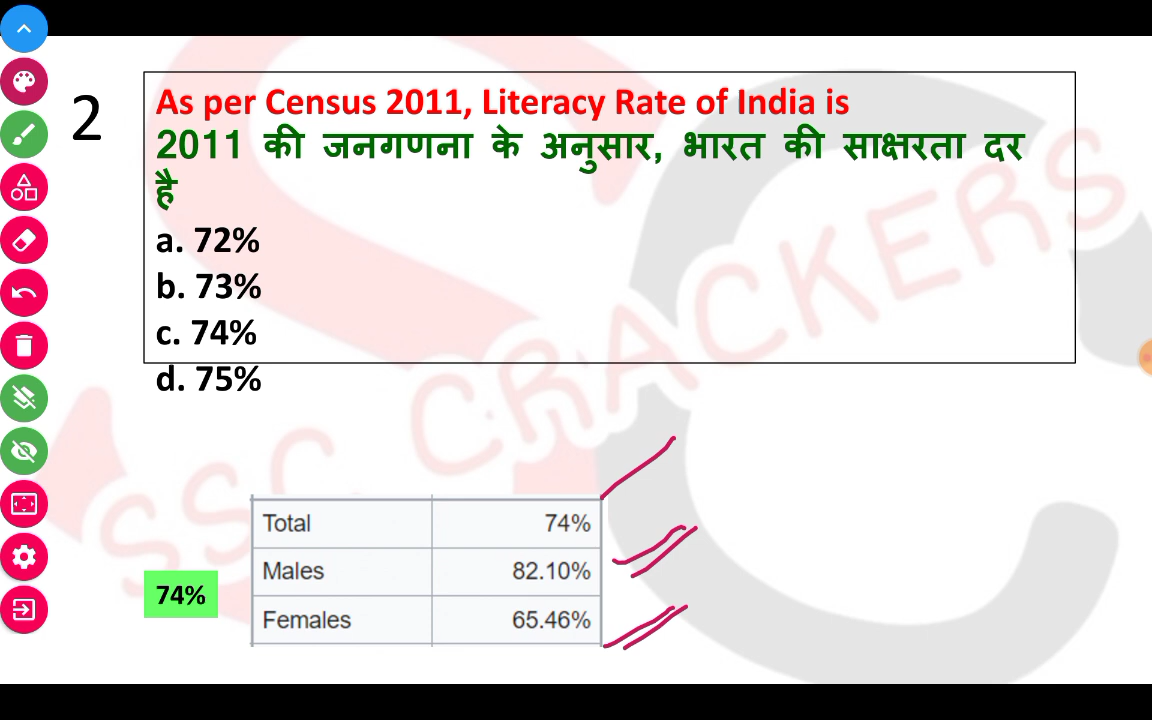 2
As per Census 2011, Literacy Rate of India is
2011 की जनगणना के अनुसार, भारत की साक्षरता दर
है
a. 72%
b. 73%
c. 74%
d. 75%
SSC CRACKERS
Total 74%
Males 82.10%
74%
Females 65.46%